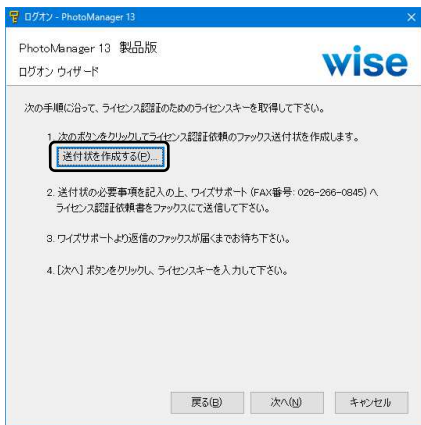 ログオン - PhotoManager 13
PhotoManager 13 製品版
ログオン ウィザード
wise
次の手順に沿って、ライセンス認証のためのライセンスキーを取得して下さい。
1. 次のボタンをクリックしてライセンス認証依頼のファックス送付状を作成します。
送付状を作成する(P)...
2. 送付状の必要事項を記入の上、ワイズサポート (FAX番号: 026-266-0845) へ
ライセンス認証依頼書をファックスにて送信して下さい。
3. ワイズサポートより返信のファックスが届くまでお待ち下さい。
4. [次へ] ボタンをクリックし、ライセンスキーを入力して下さい。
戻る(B) 次へ(N) キャンセル